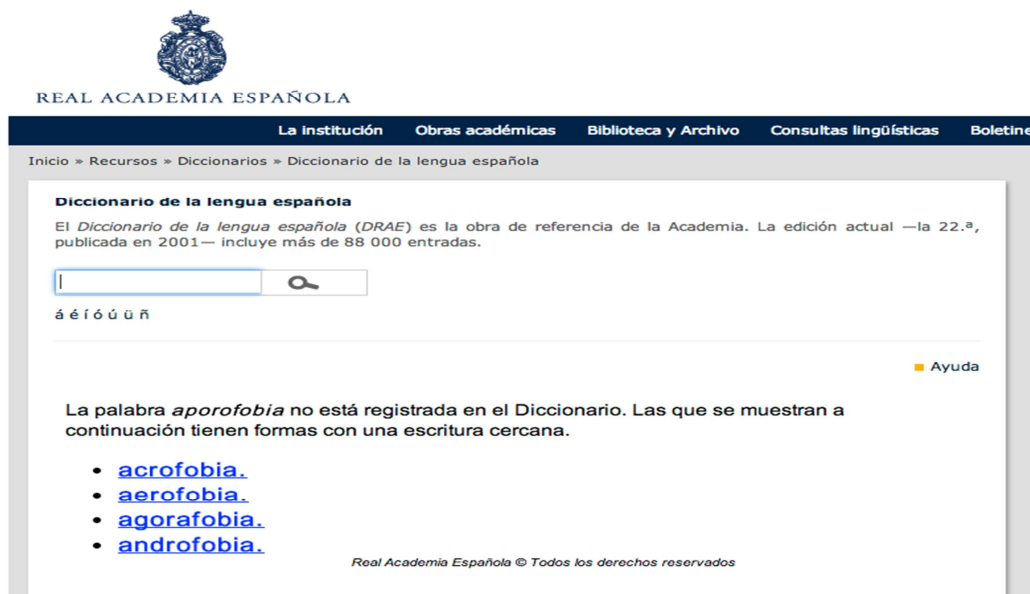 REAL ACADEMIA ESPAÑOLA
La institución Obras académicas Biblioteca y Archivo Consultas lingüísticas Boletine
Inicio » Recursos » Diccionarios » Diccionario de la lengua española
Diccionario de la lengua española
El Diccionario de la lengua española (DRAE) es la obra de referencia de la Academia. La edición actual —la 22.ª,
publicada en 2001— incluye más de 88 000 entradas.
á é í ó ú ü ñ
Ayuda
La palabra aporofobia no está registrada en el Diccionario. Las que se muestran a
continuación tienen formas con una escritura cercana.
• acrofobia.
• aerofobia.
• agorafobia.
• androfobia.
Real Academia Española © Todos los derechos reservados